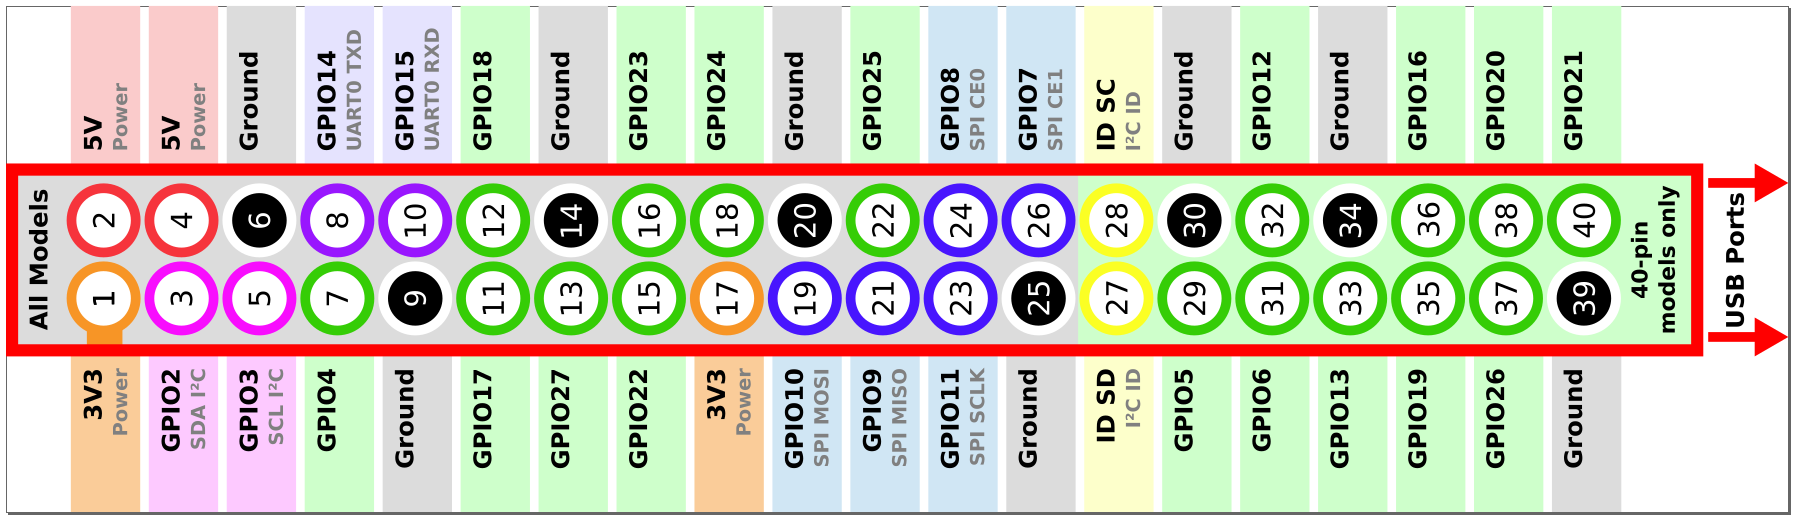 5V
Power
5V
Power
Ground
GPIO14
UART0 TXD
GPIO15
UART0 RXD
GPIO18
Ground
GPIO23
GPIO24
Ground
GPIO25
GPIO8
SPI CE0
GPIO7
SPI CE1
ID SC
I²C ID
Ground
GPIO12
Ground
GPIO16
GPIO20
GPIO21
All Models
2
4
6
8
10
12
14
16
18
20
22
24
26
28
30
32
34
36
38
40
1
3
5
7
9
11
13
15
17
19
21
23
25
27
29
31
33
35
37
39
40-pin
models only
USB Ports
3V3
Power
GPIO2
SDA I²C
GPIO3
SCL I²C
GPIO4
Ground
GPIO17
GPIO27
GPIO22
3V3
Power
GPIO10
SPI MOSI
GPIO9
SPI MISO
GPIO11
SPI SCLK
Ground
ID SD
I²C ID
GPIO5
GPIO6
GPIO13
GPIO19
GPIO26
Ground